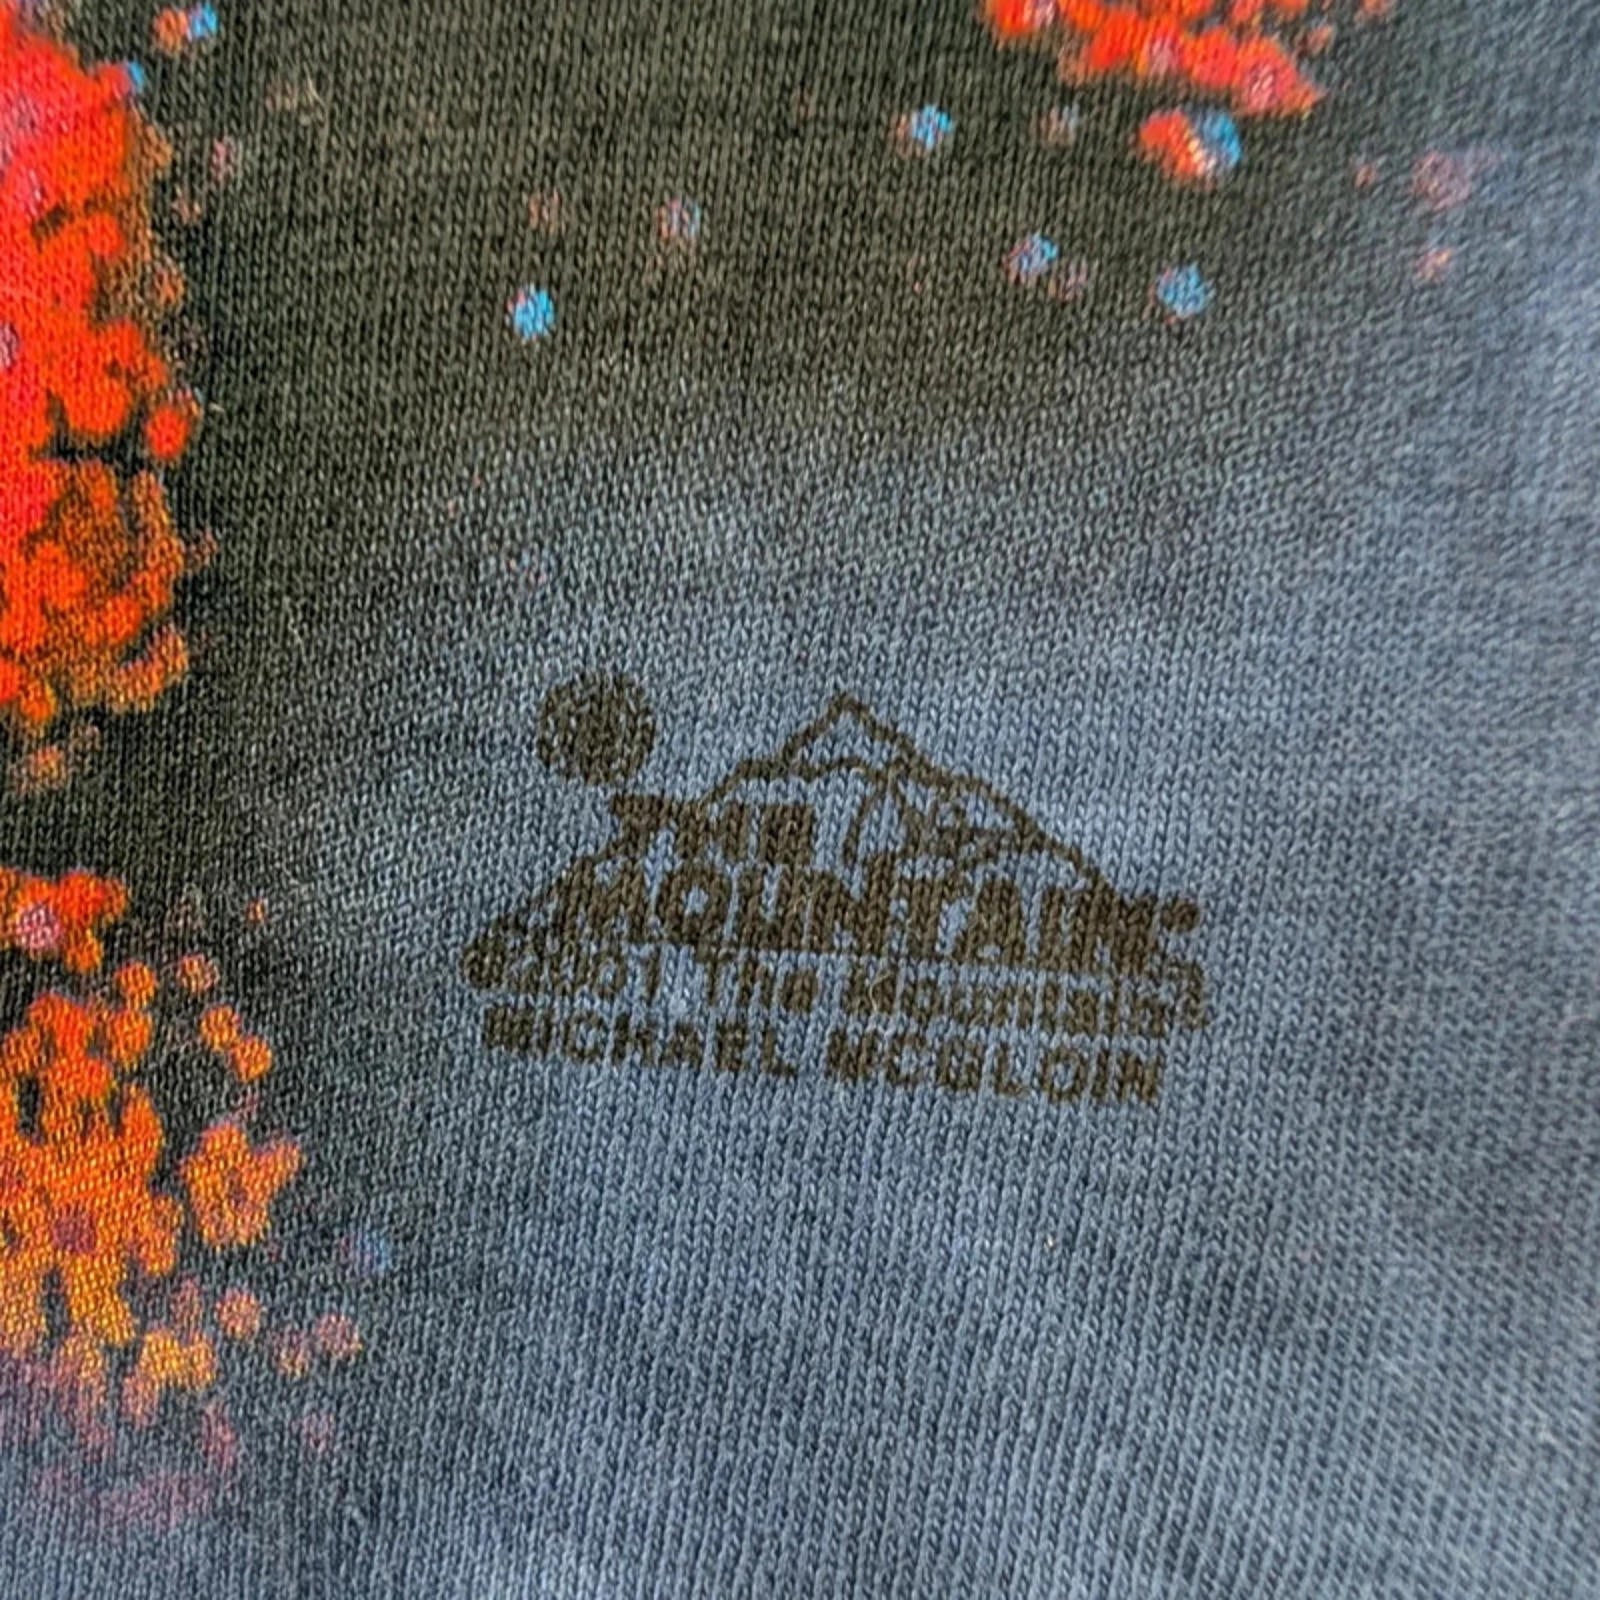 THE
MOUNTAIN®
©2001 The Mountain®
MICHAEL MCGLOIN